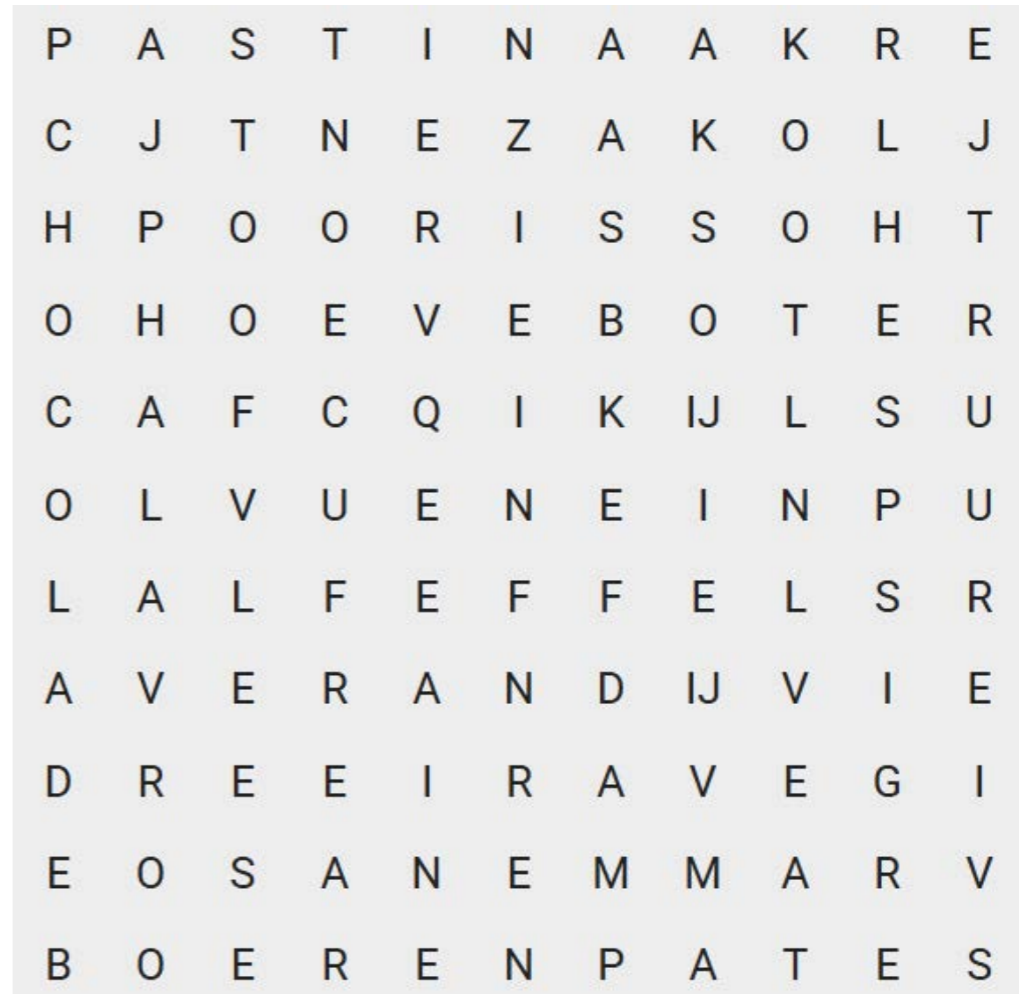 P A S T I N A A K R E
C J T N E Z A K O L J
H P O O R I S S O H T
O H O E V E B O T E R
C A F C Q I K IJ L S U
O L V U E N E I N P U
L A L F E F F E L S R
A V E R A N D IJ V I E
D R E E I R A V E G I
E O S A N E M M A R V
B O E R E N P A T E S